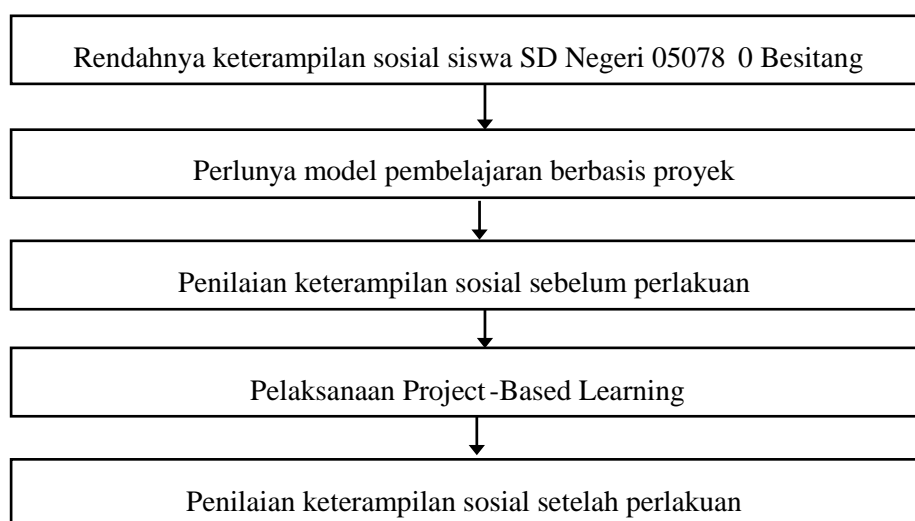 Rendahnya keterampilan sosial siswa SD Negeri 05078 0 Besitang
Perlunya model pembelajaran berbasis proyek
Penilaian keterampilan sosial sebelum perlakuan
Pelaksanaan Project-Based Learning
Penilaian keterampilan sosial setelah perlakuan